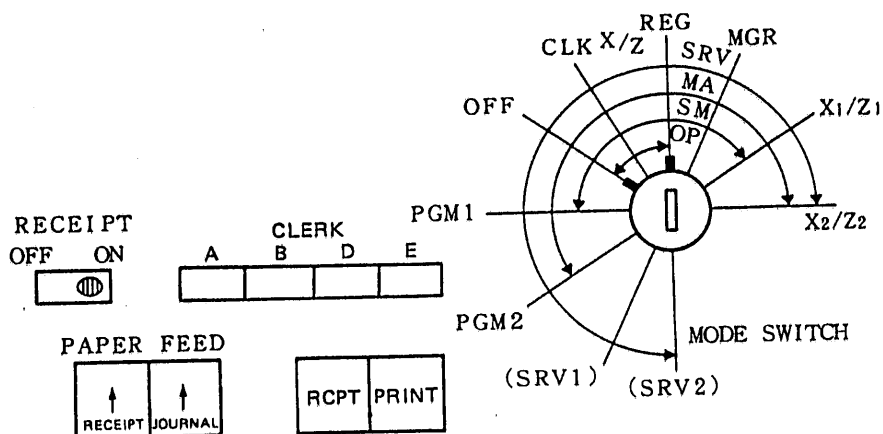 REG
CLK X/Z
MGR
SRV
MA
SM
OP
OFF
X1/Z1
PGM1
X2/Z2
PGM2
MODE SWITCH
(SRV1)
(SRV2)
RECEIPT
OFF ON
CLERK
A B D E
PAPER FEED
RECEIPT JOURNAL
RCPT PRINT